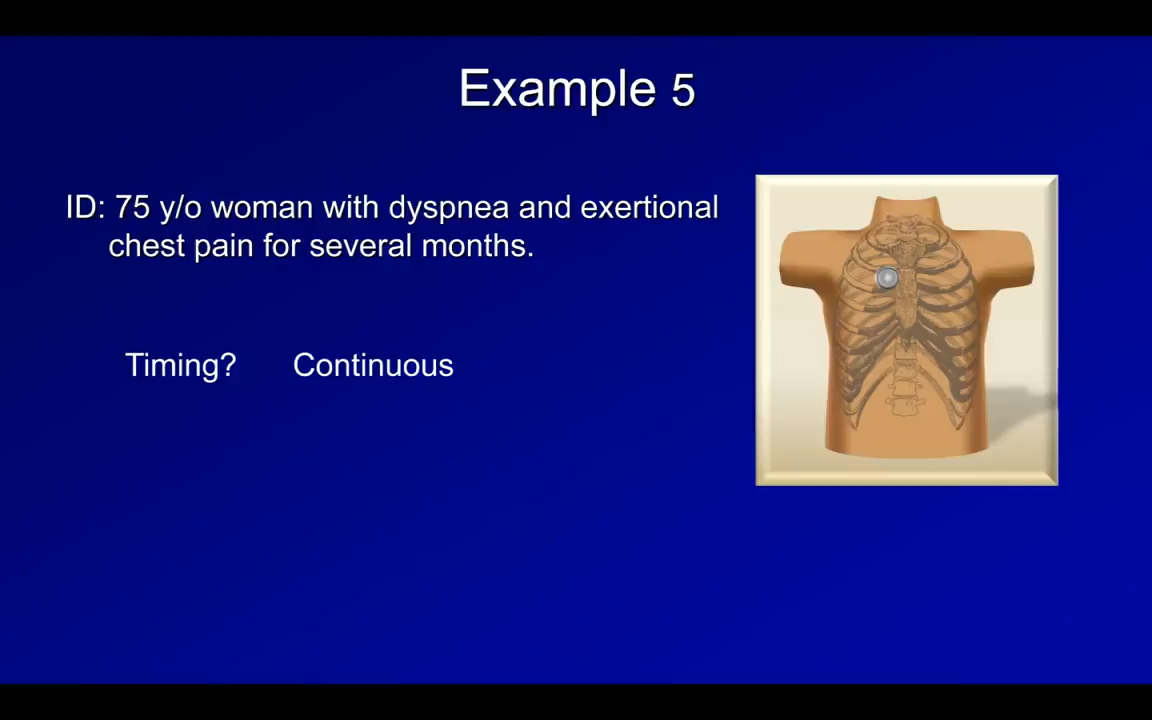 Example 5
ID: 75 y/o woman with dyspnea and exertional
chest pain for several months.
Timing? Continuous